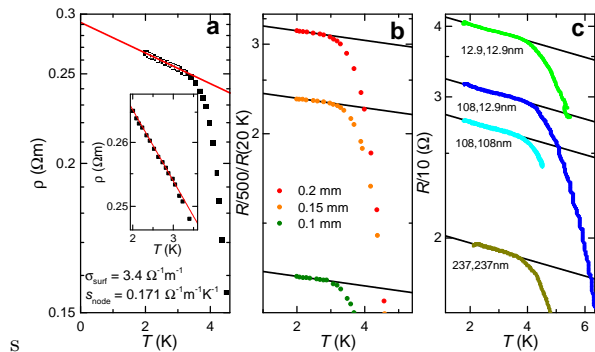 a
0.3
0.25
0.2
0.15
ρ (Ωm)
0.26
0.25
ρ (Ωm)
2
3
T (K)
σsurf = 3.4 Ω⁻¹m⁻¹
snode = 0.171 Ω⁻¹m⁻¹K⁻¹
0
2
4
T (K)
b
3
2
R/500/R(20 K)
0.2 mm
0.15 mm
0.1 mm
0
2
4
T (K)
c
4
3
2
R/10 (Ω)
12.9,12.9nm
108,12.9nm
108,108nm
237,237nm
0
2
4
6
T (K)
s